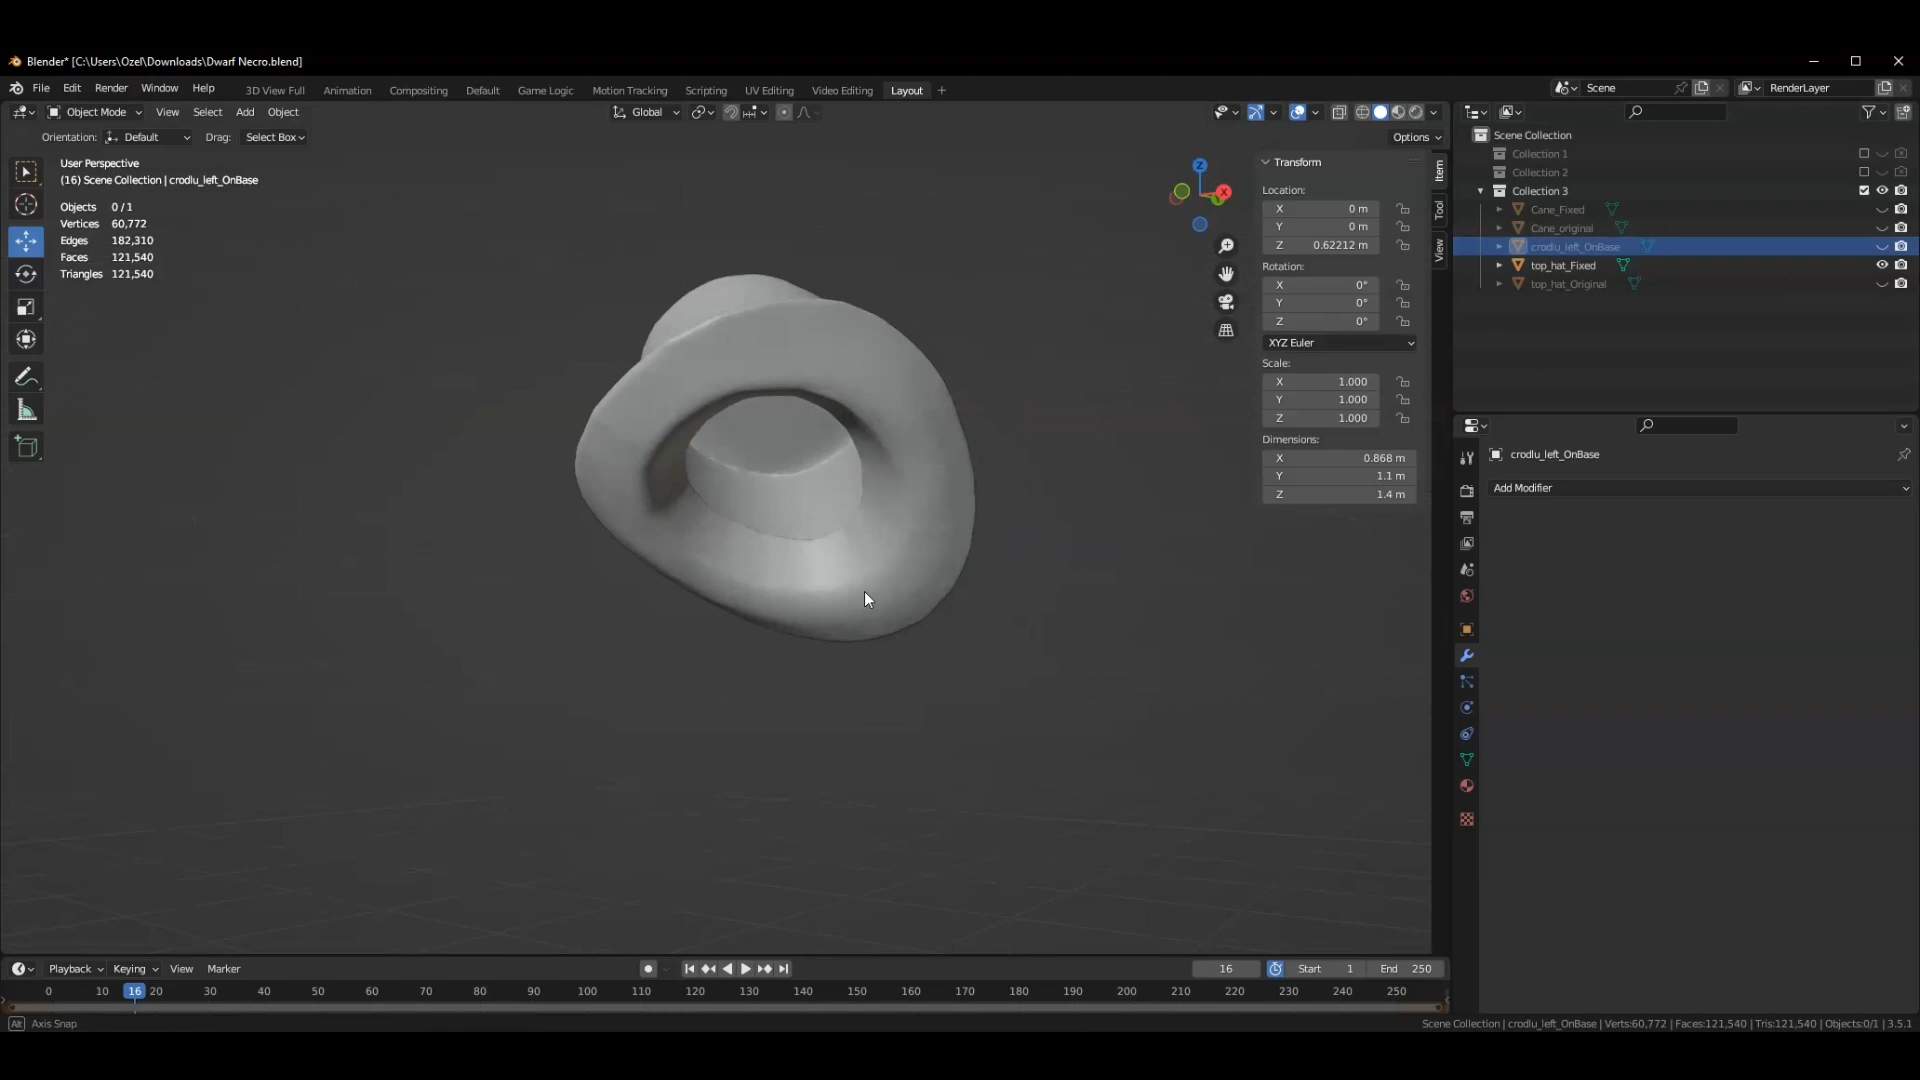 Blender* [C:\Users\Ozel\Downloads\Dwarf Necro.blend]
File Edit Render Window Help 3D View Full Animation Compositing Default Game Logic Motion Tracking Scripting UV Editing Video Editing Layout + Scene RenderLayer
Object Mode View Select Add Object Global
Orientation: Default Drag: Select Box Options
User Perspective
(16) Scene Collection | crodlu_left_OnBase
Objects 0 / 1
Vertices 60,772
Edges 182,310
Faces 121,540
Triangles 121,540
Z
X
Y
Transform
Location:
X 0 m
Y 0 m
Z 0.62212 m
Rotation:
X 0°
Y 0°
Z 0°
XYZ Euler
Scale:
X 1.000
Y 1.000
Z 1.000
Dimensions:
X 0.868 m
Y 1.1 m
Z 1.4 m
Item
Tool
View
Scene Collection
Collection 1
Collection 2
Collection 3
Cane_Fixed
Cane_original
crodlu_left_OnBase
top_hat_Fixed
top_hat_Original
crodlu_left_OnBase
Add Modifier
Playback Keying View Marker 16 Start 1 End 250
0 10 16 20 30 40 50 60 70 80 90 100 110 120 130 140 150 160 170 180 190 200 210 220 230 240 250
Alt Axis Snap
Scene Collection | crodlu_left_OnBase | Verts:60,772 | Faces:121,540 | Tris:121,540 | Objects:0/1 | 3.5.1